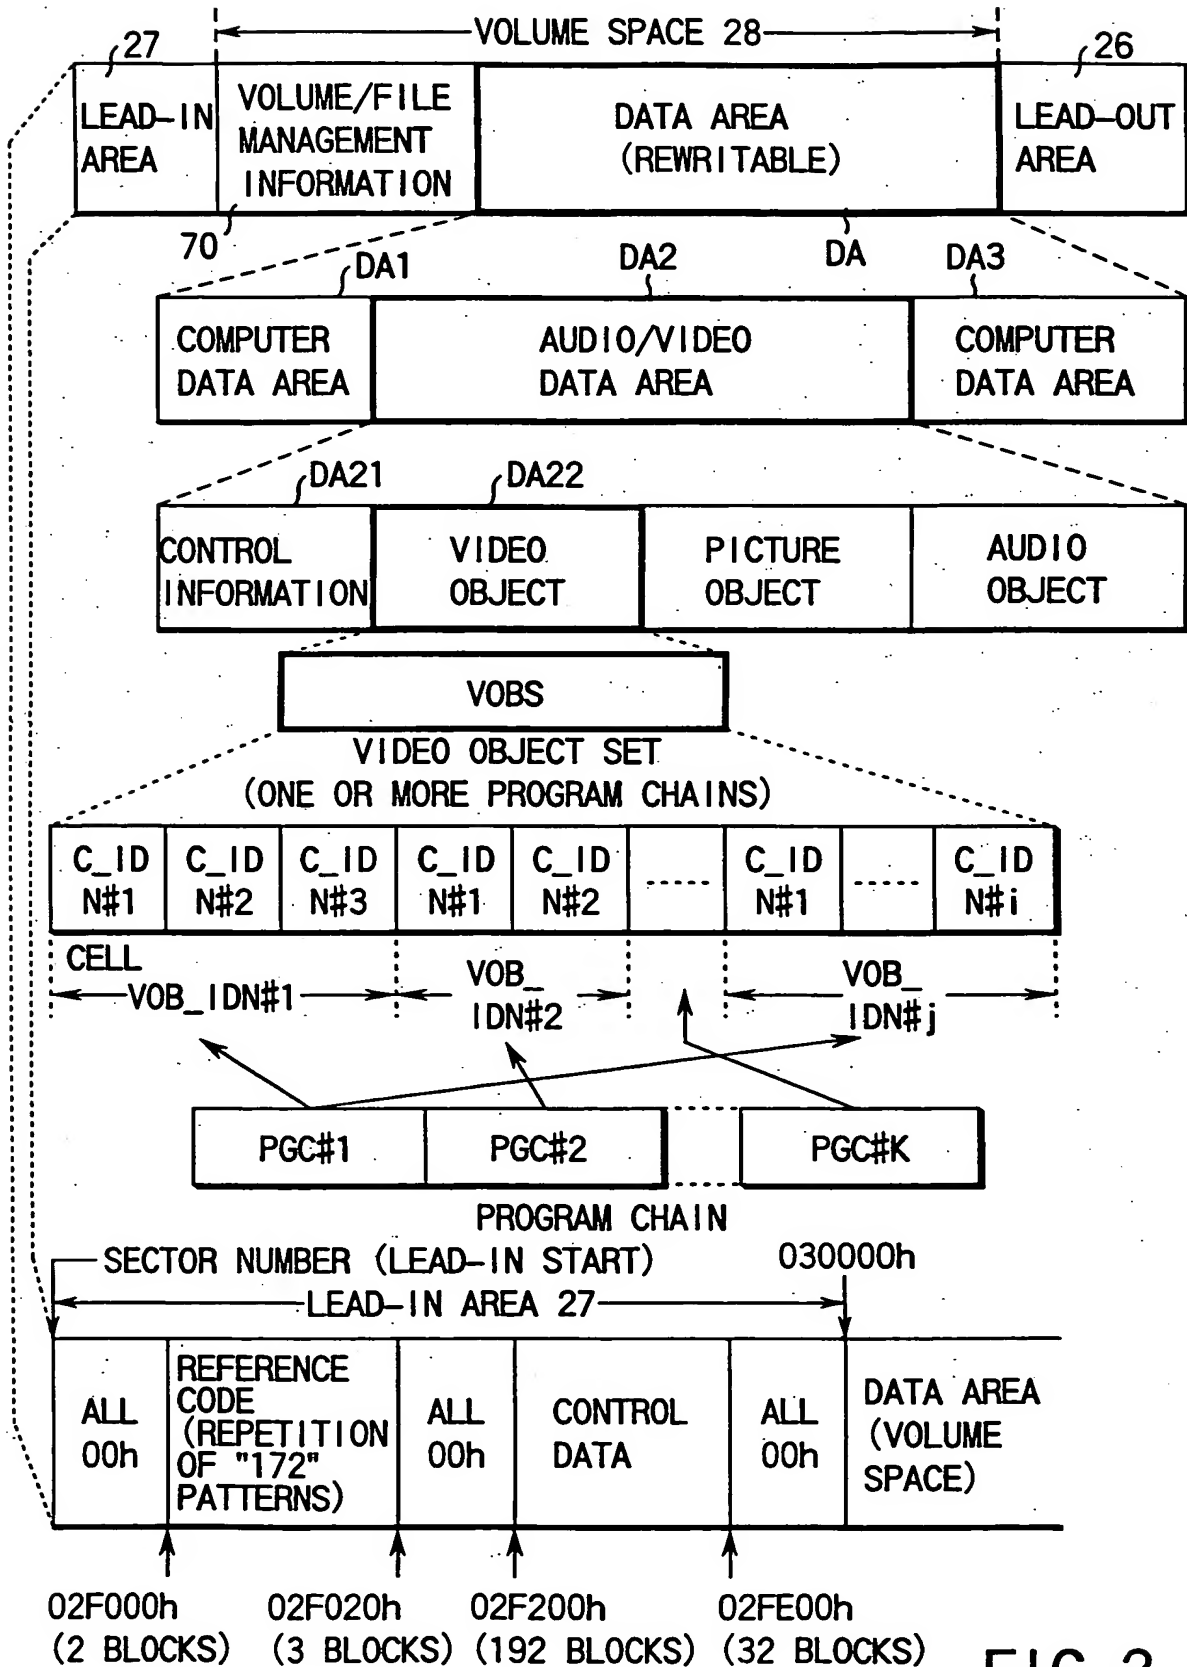 VOLUME SPACE 28
27
26
LEAD-IN
AREA
VOLUME/FILE
MANAGEMENT
INFORMATION
DATA AREA
(REWRITABLE)
LEAD-OUT
AREA
70
DA
DA1
DA2
DA3
COMPUTER
DATA AREA
AUDIO/VIDEO
DATA AREA
COMPUTER
DATA AREA
DA21
DA22
CONTROL
INFORMATION
VIDEO
OBJECT
PICTURE
OBJECT
AUDIO
OBJECT
VOBS
VIDEO OBJECT SET
(ONE OR MORE PROGRAM CHAINS)
C_ID
N#1
C_ID
N#2
C_ID
N#3
C_ID
N#1
C_ID
N#2
C_ID
N#1
C_ID
N#i
CELL
VOB_IDN#1
VOB_
IDN#2
VOB_
IDN#j
PGC#1
PGC#2
PGC#K
PROGRAM CHAIN
SECTOR NUMBER (LEAD-IN START)
030000h
LEAD-IN AREA 27
ALL
00h
REFERENCE
CODE
(REPETITION
OF "172"
PATTERNS)
ALL
00h
CONTROL
DATA
ALL
00h
DATA AREA
(VOLUME
SPACE)
02F000h
(2 BLOCKS)
02F020h
(3 BLOCKS)
02F200h
(192 BLOCKS)
02FE00h
(32 BLOCKS)